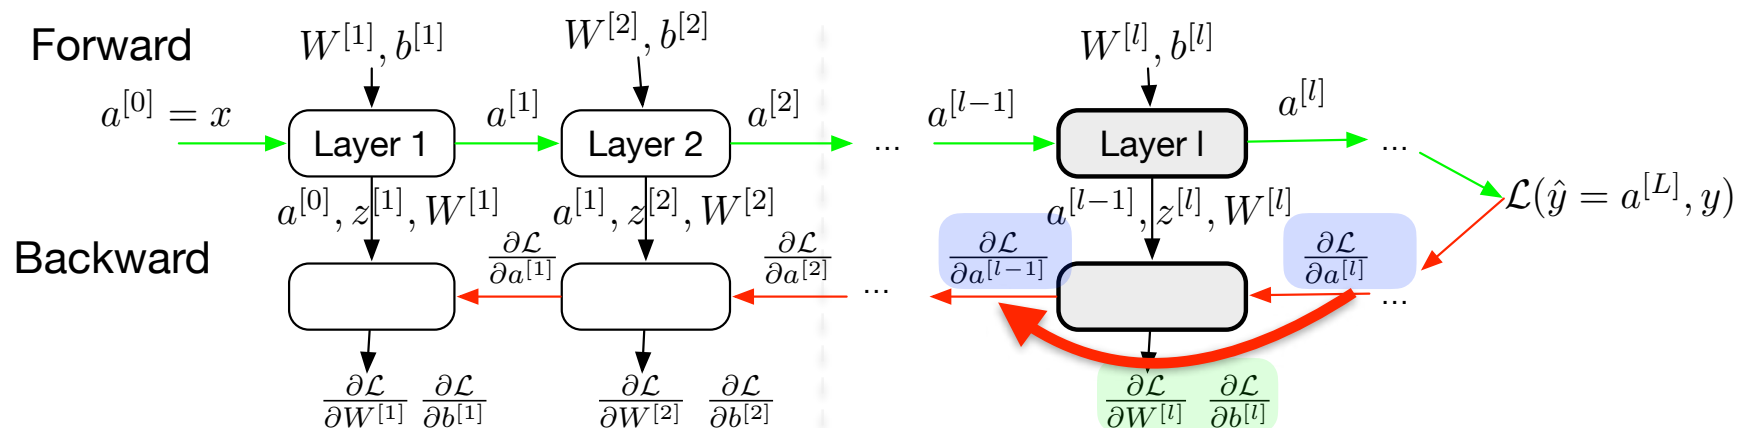 Forward
W^{[1]}, b^{[1]} W^{[2]}, b^{[2]} W^{[l]}, b^{[l]}
a^{[0]} = x a^{[1]} a^{[2]} a^{[l-1]} a^{[l]}
Layer 1 Layer 2 ... Layer l ...
a^{[0]}, z^{[1]}, W^{[1]} a^{[1]}, z^{[2]}, W^{[2]} a^{[l-1]}, z^{[l]}, W^{[l]} \mathcal{L}(\hat{y} = a^{[L]}, y)
Backward
\frac{\partial \mathcal{L}}{\partial a^{[1]}} \frac{\partial \mathcal{L}}{\partial a^{[2]}} ... \frac{\partial \mathcal{L}}{\partial a^{[l-1]}} \frac{\partial \mathcal{L}}{\partial a^{[l]}} ...
\frac{\partial \mathcal{L}}{\partial W^{[1]}} \frac{\partial \mathcal{L}}{\partial b^{[1]}} \frac{\partial \mathcal{L}}{\partial W^{[2]}} \frac{\partial \mathcal{L}}{\partial b^{[2]}} \frac{\partial \mathcal{L}}{\partial W^{[l]}} \frac{\partial \mathcal{L}}{\partial b^{[l]}}